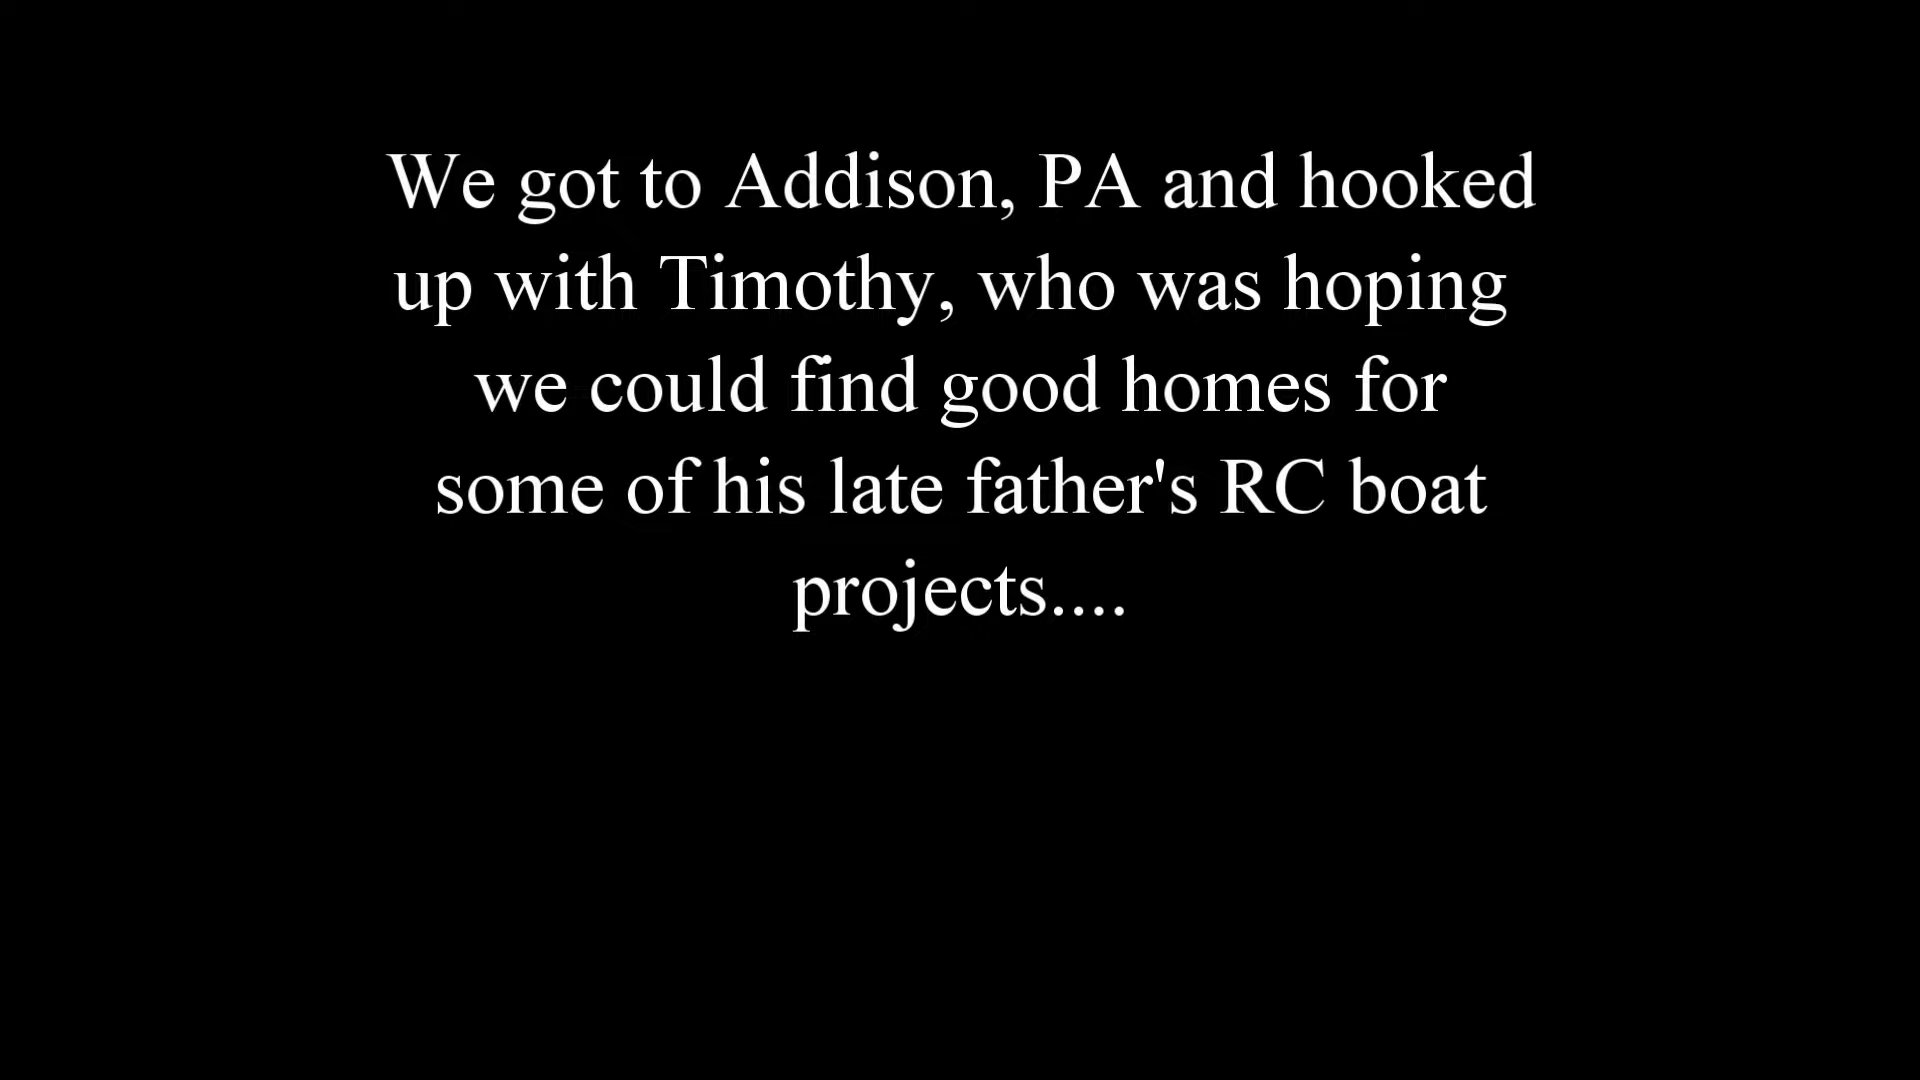 We got to Addison, PA and hooked
up with Timothy, who was hoping
we could find good homes for
some of his late father's RC boat
projects....